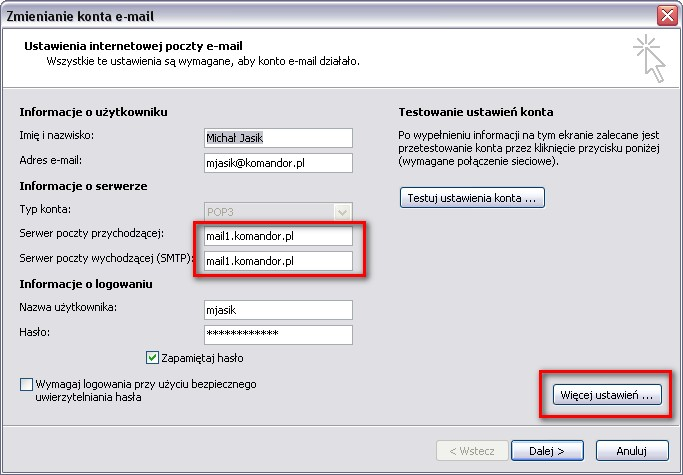 Zmienianie konta e-mail
Ustawienia internetowej poczty e-mail
Wszystkie te ustawienia są wymagane, aby konto e-mail działało.
Informacje o użytkowniku
Imię i nazwisko: Michał Jasik
Adres e-mail: mjasik@komandor.pl
Informacje o serwerze
Typ konta: POP3
Serwer poczty przychodzącej: mail1.komandor.pl
Serwer poczty wychodzącej (SMTP): mail1.komandor.pl
Informacje o logowaniu
Nazwa użytkownika: mjasik
Hasło: ************
Zapamiętaj hasło
Wymagaj logowania przy użyciu bezpiecznego
uwierzytelniania hasła
Testowanie ustawień konta
Po wypełnieniu informacji na tym ekranie zalecane jest
przetestowanie konta przez kliknięcie przycisku poniżej
(wymagane połączenie sieciowe).
Testuj ustawienia konta ...
Więcej ustawień ...
< Wstecz
Dalej >
Anuluj